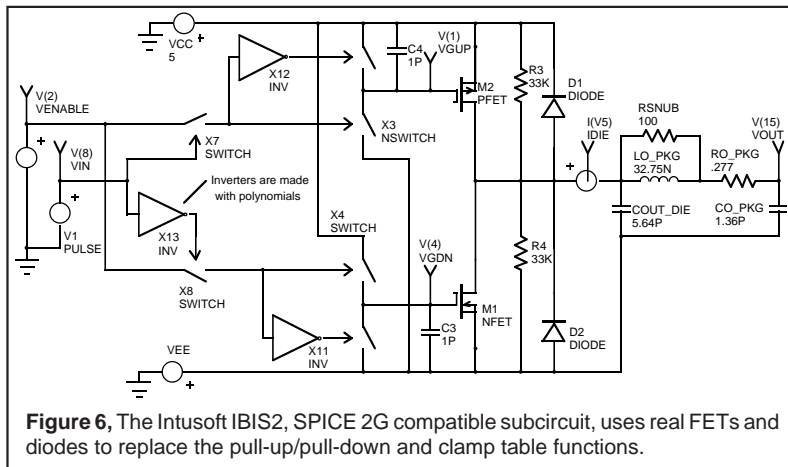 VCC
5
V(2)
VENABLE
V(8)
VIN
V1
PULSE
X12
INV
X7
SWITCH
X13
INV
Inverters are made
with polynomials
X8
SWITCH
X11
INV
VEE
C4
1P
V(1)
VGUP
M2
PFET
X3
NSWITCH
X4
SWITCH
V(4)
VGDN
C3
1P
M1
NFET
R3
33K
R4
33K
D1
DIODE
D2
DIODE
I(V5)
IDIE
RSNUB
100
LO_PKG
32.75N
RO_PKG
.277
V(15)
VOUT
COUT_DIE
5.64P
CO_PKG
1.36P
+
+
+
+
+
Figure 6, The Intusoft IBIS2, SPICE 2G compatible subcircuit, uses real FETs and
diodes to replace the pull-up/pull-down and clamp table functions.